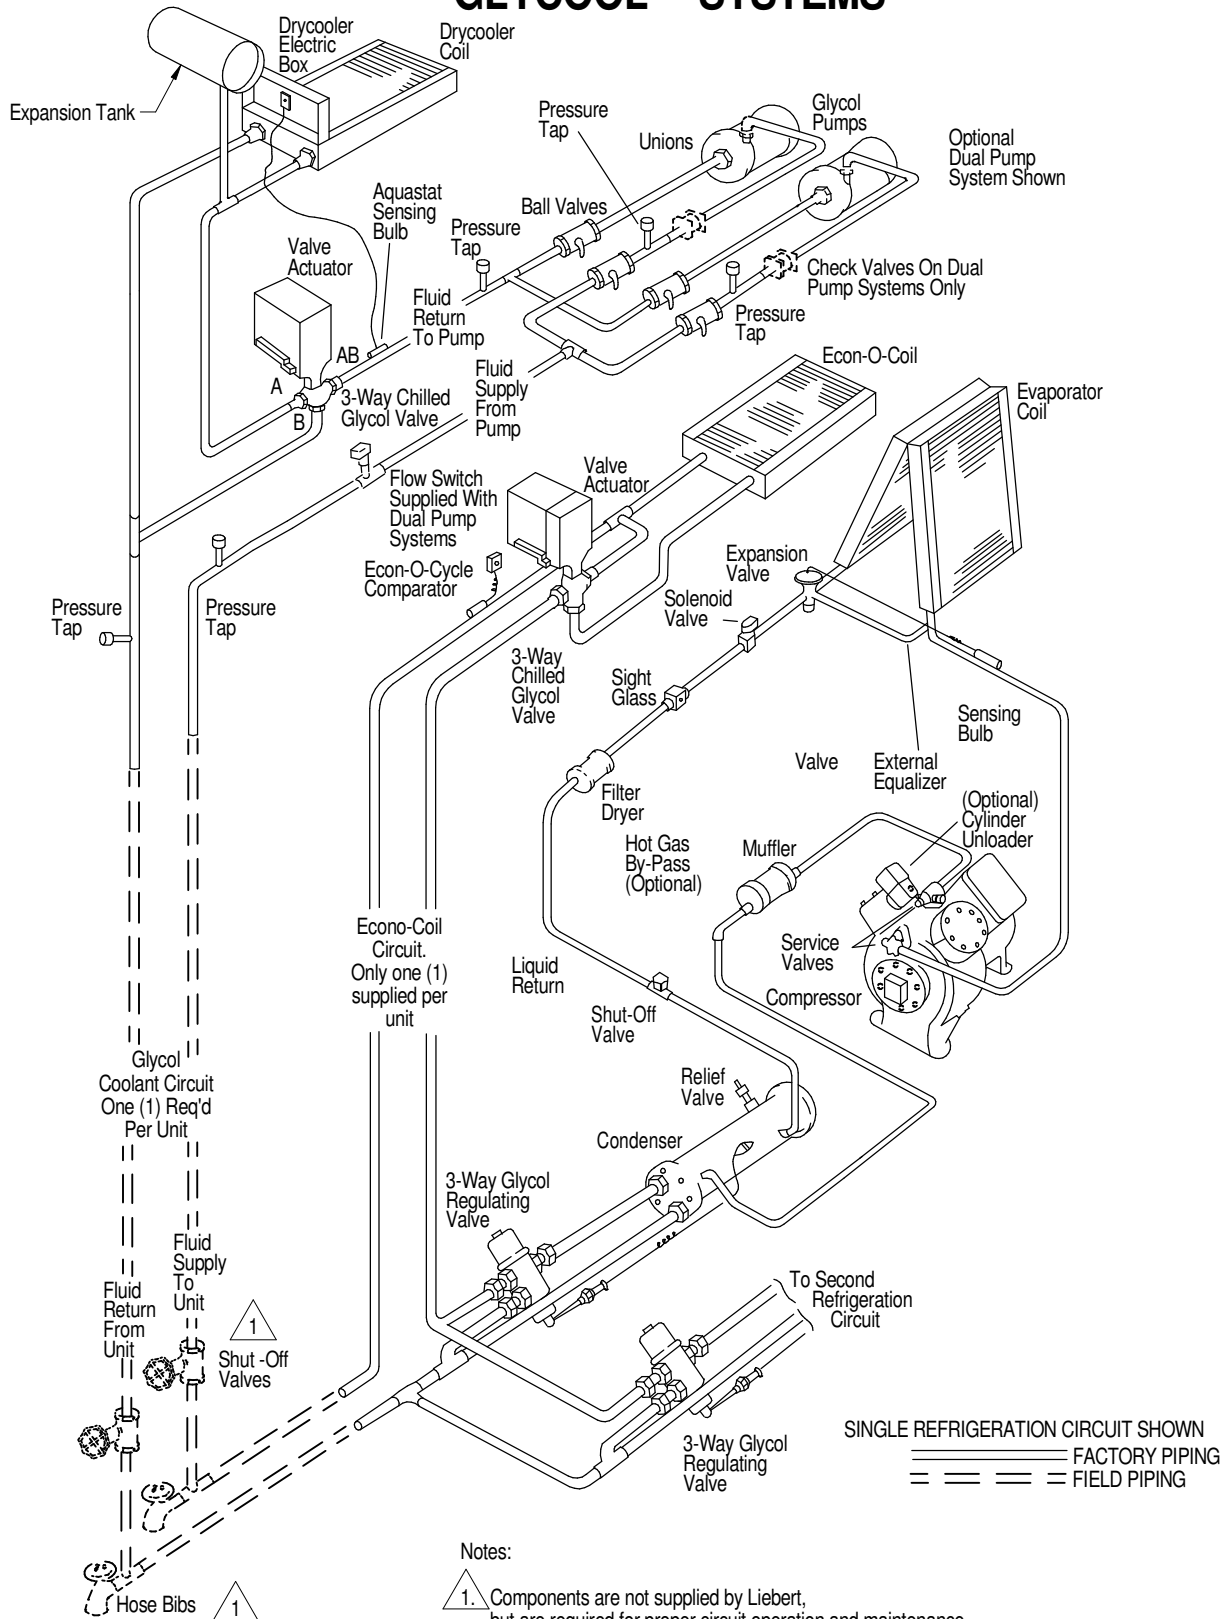 GLYCOOL SYSTEMS
Drycooler
Electric
Box
Drycooler
Coil
Expansion Tank
Pressure
Tap
Glycol
Pumps
Unions
Optional
Dual Pump
System Shown
Aquastat
Sensing
Bulb
Ball Valves
Pressure
Tap
Valve
Actuator
Check Valves On Dual
Pump Systems Only
Fluid
Return
To Pump
Pressure
Tap
AB
A
B
3-Way Chilled
Glycol Valve
Fluid
Supply
From
Pump
Econ-O-Coil
Evaporator
Coil
Valve
Actuator
Flow Switch
Supplied With
Dual Pump
Systems
Econ-O-Cycle
Comparator
Expansion
Valve
Solenoid
Valve
Pressure
Tap
Pressure
Tap
3-Way
Chilled
Glycol
Valve
Sight
Glass
Sensing
Bulb
Valve
External
Equalizer
Filter
Dryer
(Optional)
Cylinder
Unloader
Hot Gas
By-Pass
(Optional)
Muffler
Econo-Coil
Circuit.
Only one (1)
supplied per
unit
Service
Valves
Liquid
Return
Compressor
Shut-Off
Valve
Glycol
Coolant Circuit
One (1) Req'd
Per Unit
Relief
Valve
Condenser
3-Way Glycol
Regulating
Valve
Fluid
Supply
To
Unit
Fluid
Return
From
Unit
To Second
Refrigeration
Circuit
1
Shut -Off
Valves
3-Way Glycol
Regulating
Valve
SINGLE REFRIGERATION CIRCUIT SHOWN
FACTORY PIPING
FIELD PIPING
Hose Bibs
1
Notes:
1. Components are not supplied by Liebert,
but are required for proper circuit operation and maintenance